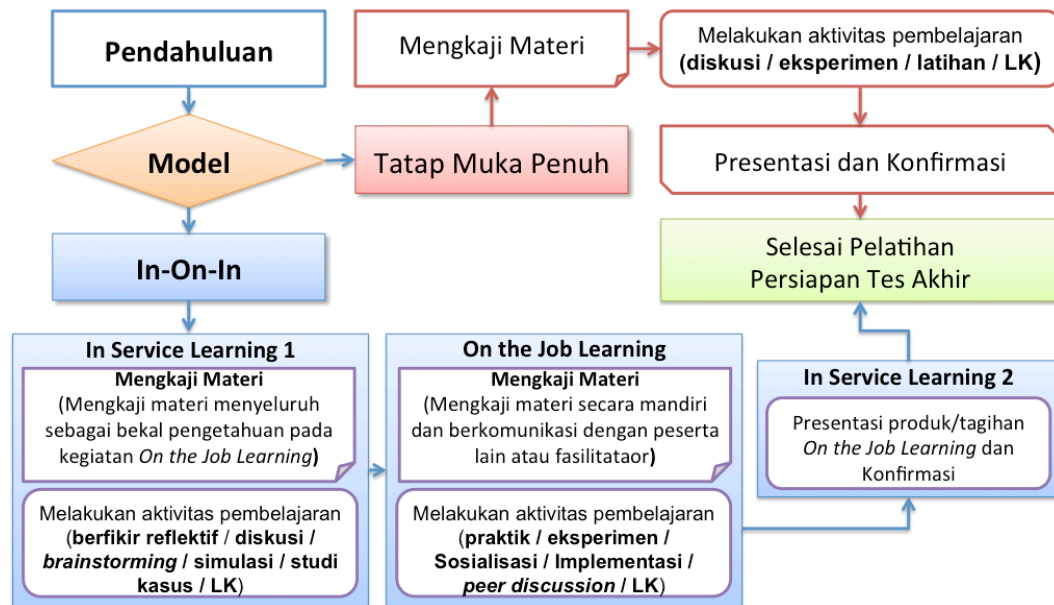 Pendahuluan
Model
Tatap Muka Penuh
Mengkaji Materi
Melakukan aktivitas pembelajaran
(diskusi / eksperimen / latihan / LK)
Presentasi dan Konfirmasi
Selesai Pelatihan
Persiapan Tes Akhir
In-On-In
In Service Learning 1
Mengkaji Materi
(Mengkaji materi menyeluruh
sebagai bekal pengetahuan pada
kegiatan On the Job Learning)
Melakukan aktivitas pembelajaran
(berfikir reflektif / diskusi /
brainstorming / simulasi / studi
kasus / LK)
On the Job Learning
Mengkaji Materi
(Mengkaji materi secara mandiri
dan berkomunikasi dengan peserta
lain atau fasilitataor)
Melakukan aktivitas pembelajaran
(praktik / eksperimen /
Sosialisasi / Implementasi /
peer discussion / LK)
In Service Learning 2
Presentasi produk/tagihan
On the Job Learning dan
Konfirmasi